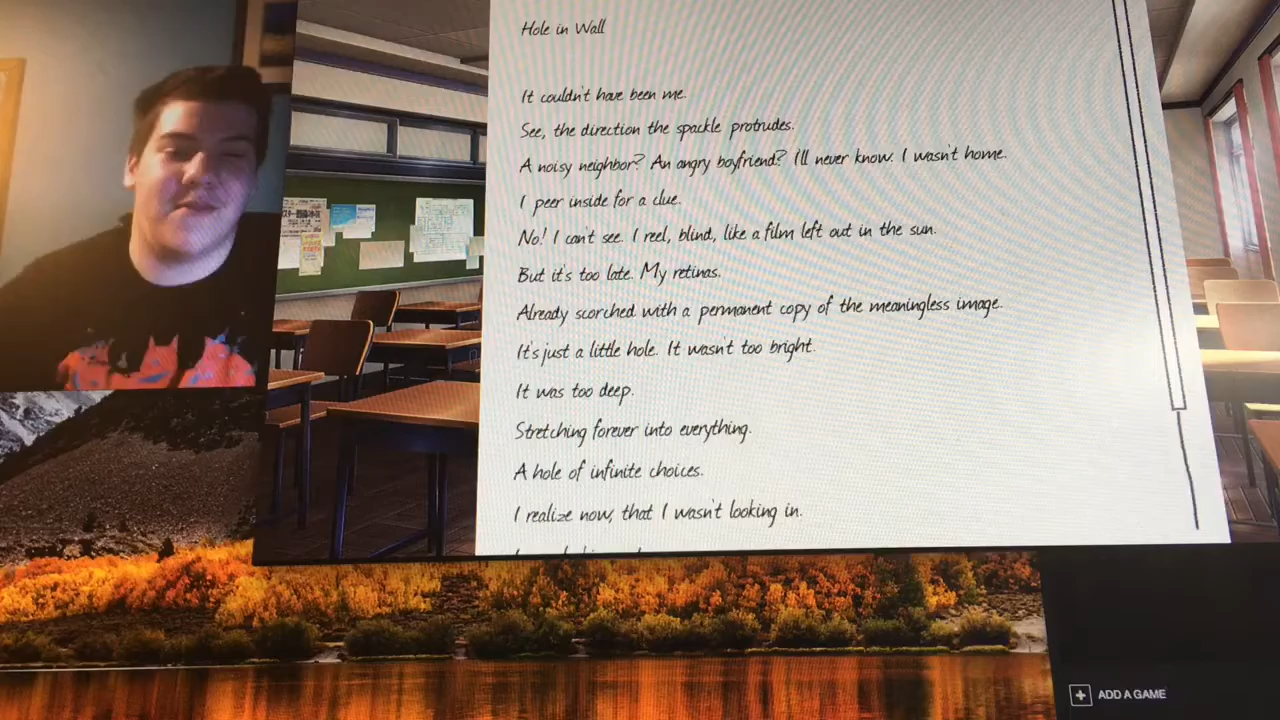 Hole in Wall
It couldn't have been me.
See, the direction the spackle protrudes.
A noisy neighbor? An angry boyfriend? I'll never know. I wasn't home.
I peer inside for a clue.
No! I can't see. I reel, blind, like a film left out in the sun.
But it's too late. My retinas.
Already scorched with a permanent copy of the meaningless image.
It's just a little hole. It wasn't too bright.
It was too deep.
Stretching forever into everything.
A hole of infinite choices.
I realize now, that I wasn't looking in.
ADD A GAME